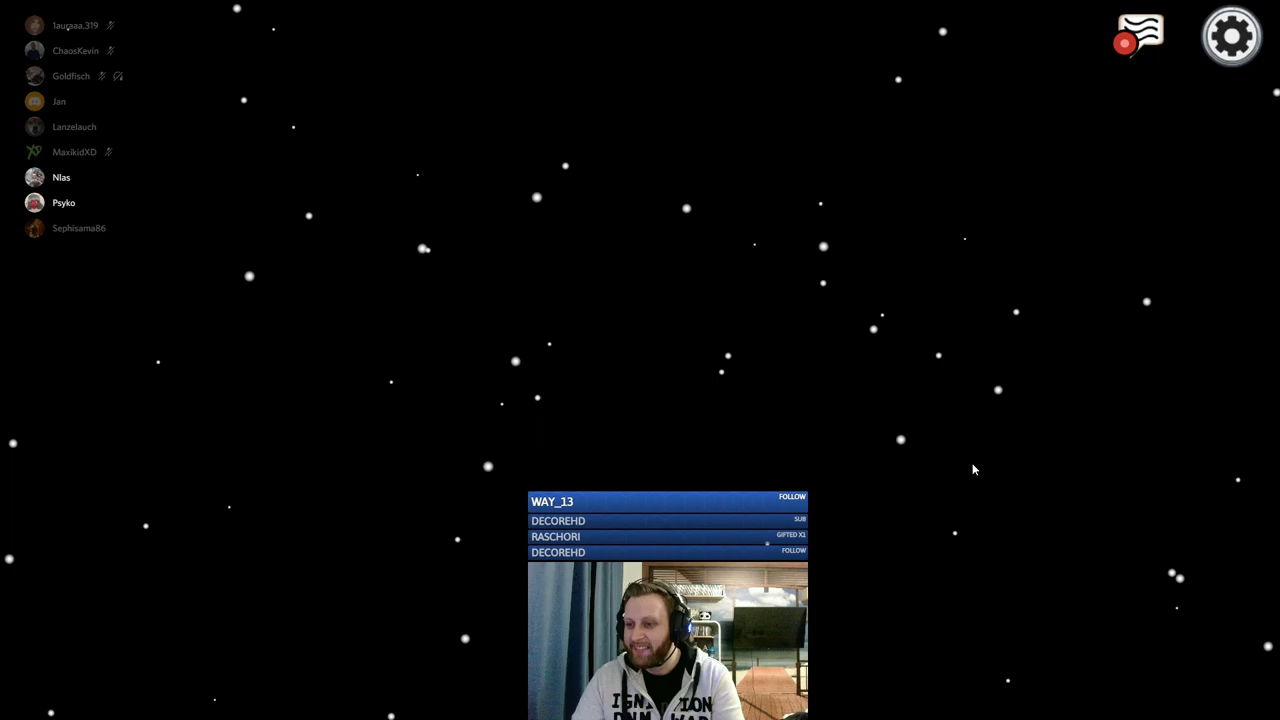 1auraaa.319
ChaosKevin
Goldfisch
Jan
Lanzelauch
MaxikidXD
Nlas
Psyko
Sephisama86
WAY_13 FOLLOW
DECOREHD SUB
RASCHORI GIFTED X1
DECOREHD FOLLOW